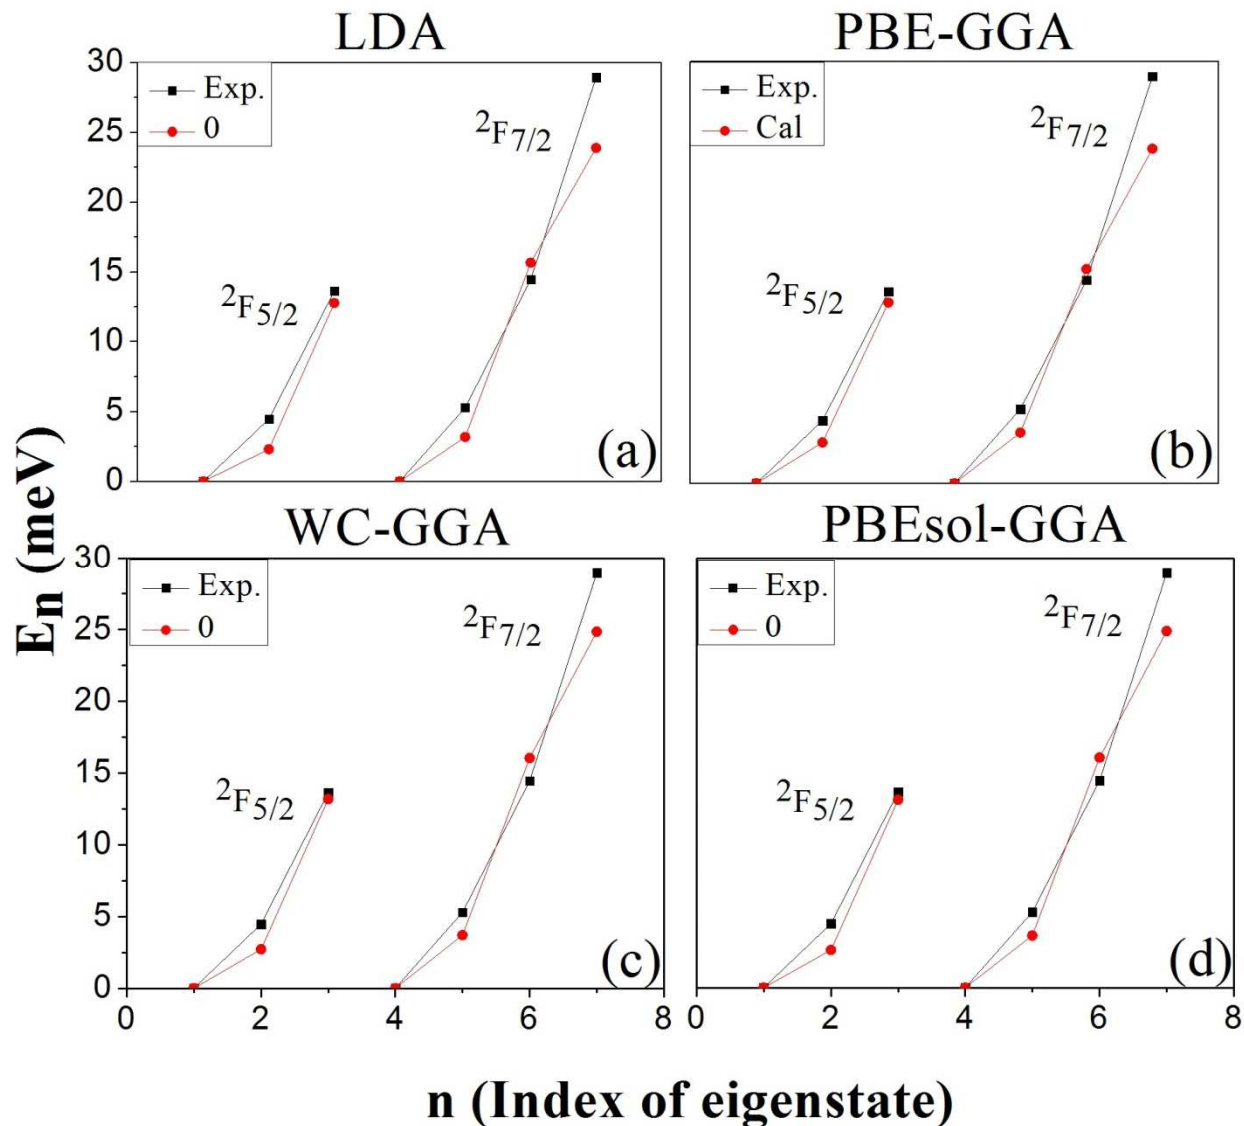 LDA
PBE-GGA
30
25
20
15
10
5
0
Exp.
0
²F₇/₂
²F₅/₂
(a)
Exp.
Cal
²F₇/₂
²F₅/₂
(b)
Eₙ (meV)
WC-GGA
PBEsol-GGA
30
25
20
15
10
5
0
Exp.
0
²F₇/₂
²F₅/₂
(c)
Exp.
0
²F₇/₂
²F₅/₂
(d)
0 2 4 6 8
0 2 4 6 8
n (Index of eigenstate)